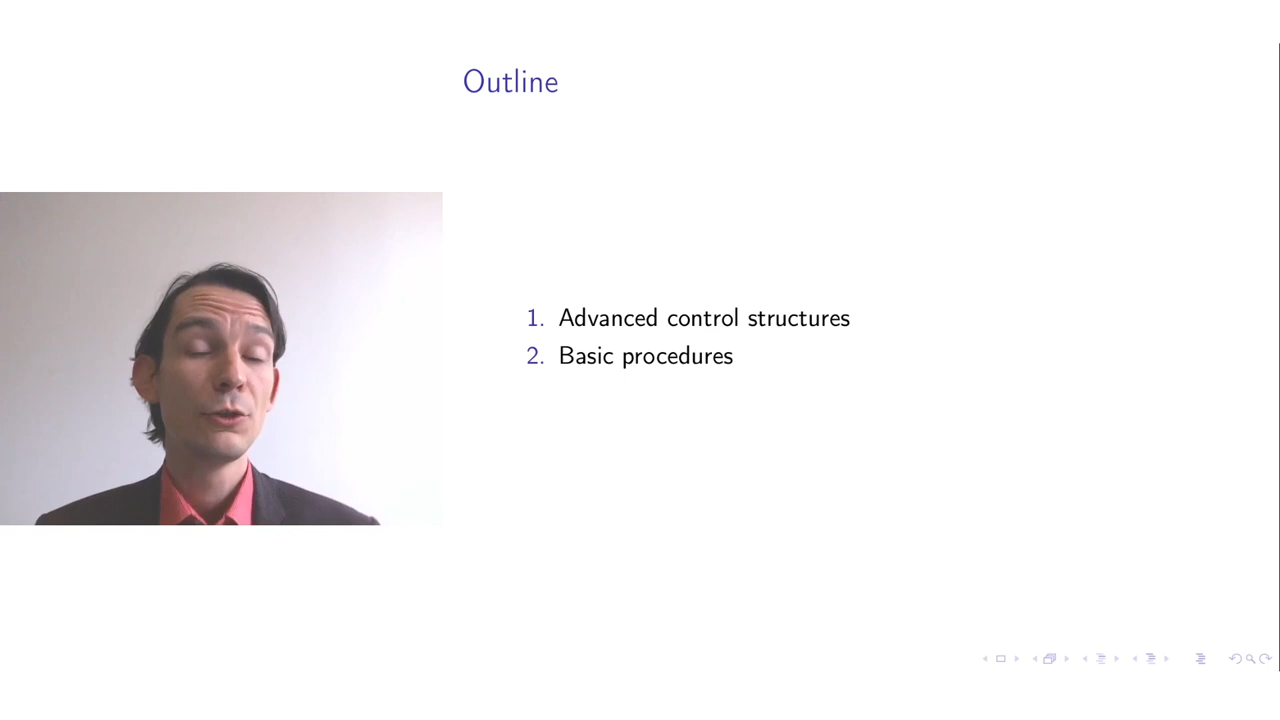 Outline
1. Advanced control structures
2. Basic procedures